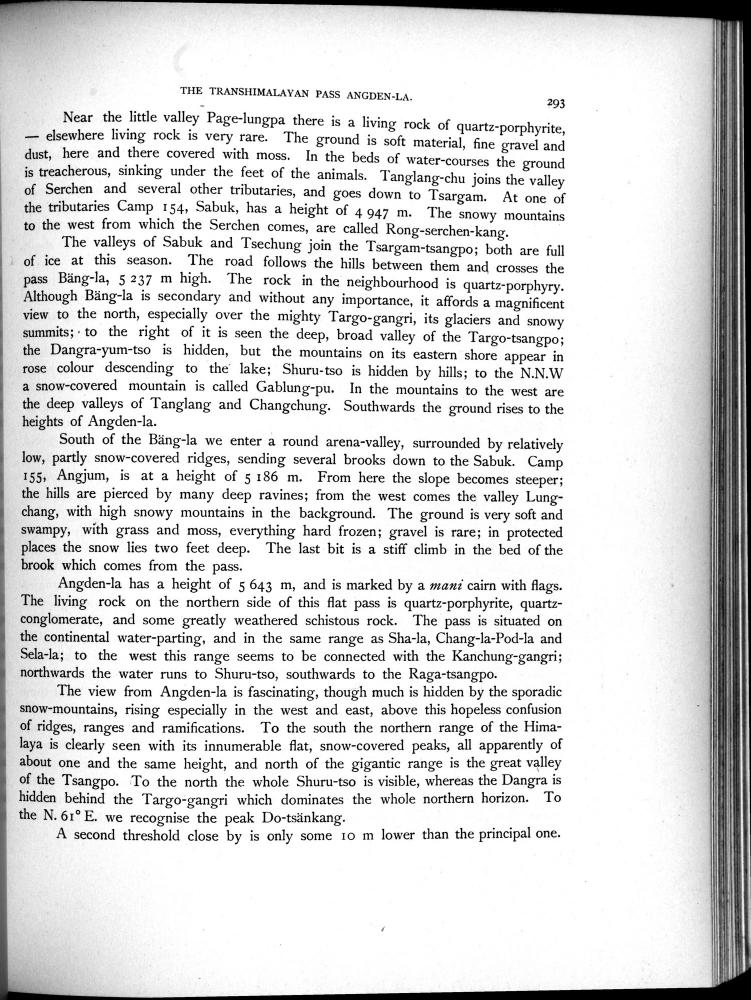 THE TRANSHIMALAYAN PASS ANGDEN-LA.
293
Near the little valley Page-lungpa there is a living rock of quartz-porphyrite,
— elsewhere living rock is very rare. The ground is soft material, fine gravel and
dust, here and there covered with moss. In the beds of water-courses the ground
is treacherous, sinking under the feet of the animals. Tanglang-chu joins the valley
of Serchen and several other tributaries, and goes down to Tsargam. At one of
the tributaries Camp 154, Sabuk, has a height of 4 947 m. The snowy mountains
to the west from which the Serchen comes, are called Rong-serchen-kang.
The valleys of Sabuk and Tsechung join the Tsargam-tsangpo; both are full
of ice at this season. The road follows the hills between them and crosses the
pass Bäng-la, 5 237 m high. The rock in the neighbourhood is quartz-porphyry.
Although Bäng-la is secondary and without any importance, it affords a magnificent
view to the north, especially over the mighty Targo-gangri, its glaciers and snowy
summits; to the right of it is seen the deep, broad valley of the Targo-tsangpo;
the Dangra-yum-tso is hidden, but the mountains on its eastern shore appear in
rose colour descending to the lake; Shuru-tso is hidden by hills; to the N.N.W
a snow-covered mountain is called Gablung-pu. In the mountains to the west are
the deep valleys of Tanglang and Changchung. Southwards the ground rises to the
heights of Angden-la.
South of the Bäng-la we enter a round arena-valley, surrounded by relatively
low, partly snow-covered ridges, sending several brooks down to the Sabuk. Camp
155, Angjum, is at a height of 5 186 m. From here the slope becomes steeper;
the hills are pierced by many deep ravines; from the west comes the valley Lung-
chang, with high snowy mountains in the background. The ground is very soft and
swampy, with grass and moss, everything hard frozen; gravel is rare; in protected
places the snow lies two feet deep. The last bit is a stiff climb in the bed of the
brook which comes from the pass.
Angden-la has a height of 5 643 m, and is marked by a mani cairn with flags.
The living rock on the northern side of this flat pass is quartz-porphyrite, quartz-
conglomerate, and some greatly weathered schistous rock. The pass is situated on
the continental water-parting, and in the same range as Sha-la, Chang-la-Pod-la and
Sela-la; to the west this range seems to be connected with the Kanchung-gangri;
northwards the water runs to Shuru-tso, southwards to the Raga-tsangpo.
The view from Angden-la is fascinating, though much is hidden by the sporadic
snow-mountains, rising especially in the west and east, above this hopeless confusion
of ridges, ranges and ramifications. To the south the northern range of the Hima-
laya is clearly seen with its innumerable flat, snow-covered peaks, all apparently of
about one and the same height, and north of the gigantic range is the great valley
of the Tsangpo. To the north the whole Shuru-tso is visible, whereas the Dangra is
hidden behind the Targo-gangri which dominates the whole northern horizon. To
the N. 61° E. we recognise the peak Do-tsänkang.
A second threshold close by is only some 10 m lower than the principal one.